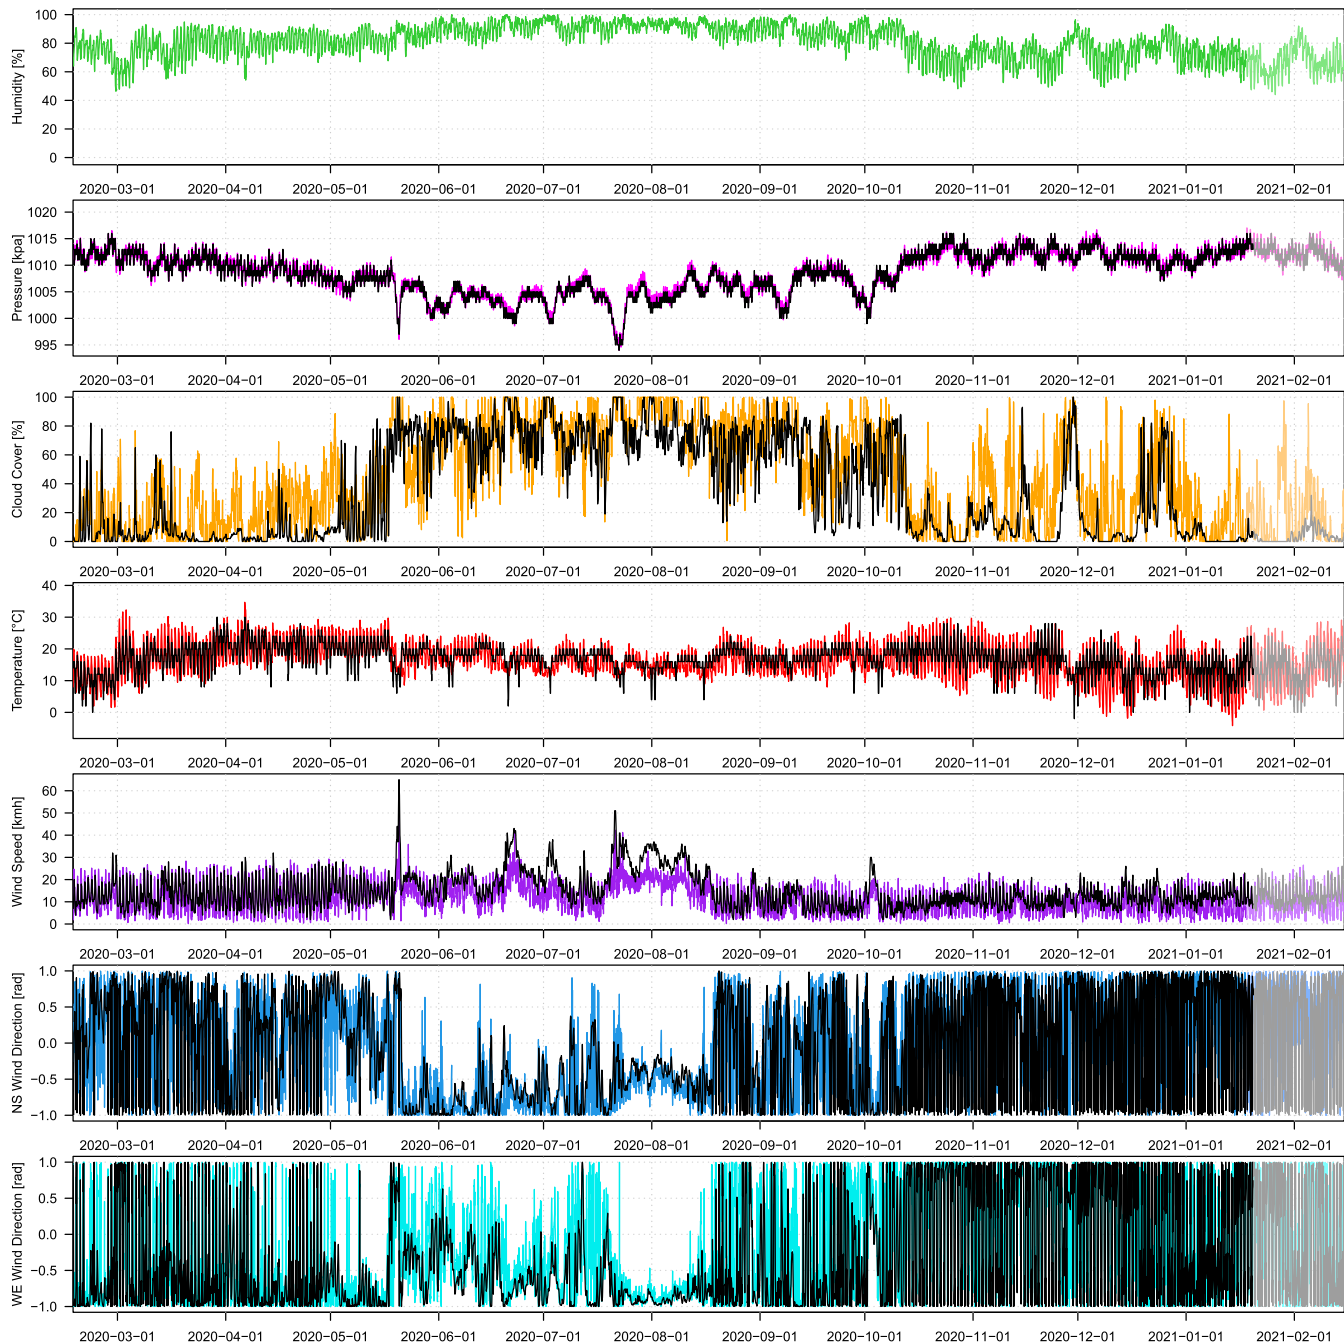 Humidity [%]
100
80
60
40
20
0
2020−03−01 2020−04−01 2020−05−01 2020−06−01 2020−07−01 2020−08−01 2020−09−01 2020−10−01 2020−11−01 2020−12−01 2021−01−01 2021−02−01
Pressure [kpa]
1020
1015
1010
1005
1000
995
2020−03−01 2020−04−01 2020−05−01 2020−06−01 2020−07−01 2020−08−01 2020−09−01 2020−10−01 2020−11−01 2020−12−01 2021−01−01 2021−02−01
Cloud Cover [%]
100
80
60
40
20
0
2020−03−01 2020−04−01 2020−05−01 2020−06−01 2020−07−01 2020−08−01 2020−09−01 2020−10−01 2020−11−01 2020−12−01 2021−01−01 2021−02−01
Temperature [°C]
40
30
20
10
0
2020−03−01 2020−04−01 2020−05−01 2020−06−01 2020−07−01 2020−08−01 2020−09−01 2020−10−01 2020−11−01 2020−12−01 2021−01−01 2021−02−01
Wind Speed [kmh]
60
50
40
30
20
10
0
2020−03−01 2020−04−01 2020−05−01 2020−06−01 2020−07−01 2020−08−01 2020−09−01 2020−10−01 2020−11−01 2020−12−01 2021−01−01 2021−02−01
NS Wind Direction [rad]
1.0
0.5
0.0
−0.5
−1.0
2020−03−01 2020−04−01 2020−05−01 2020−06−01 2020−07−01 2020−08−01 2020−09−01 2020−10−01 2020−11−01 2020−12−01 2021−01−01 2021−02−01
WE Wind Direction [rad]
1.0
0.5
0.0
−0.5
−1.0
2020−03−01 2020−04−01 2020−05−01 2020−06−01 2020−07−01 2020−08−01 2020−09−01 2020−10−01 2020−11−01 2020−12−01 2021−01−01 2021−02−01